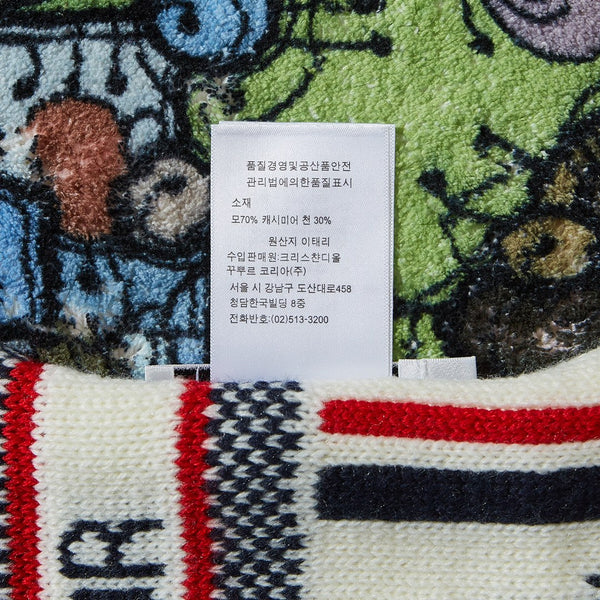 품질경영및공산품안전
관리법에의한품질표시
소재
모70% 캐시미어 천 30%
원산지 이태리
수입판매원:크리스챤디올
꾸뛰르 코리아(주)
서울 시 강남구 도산대로458
청담한국빌딩 8중
전화번호:(02)513-3200